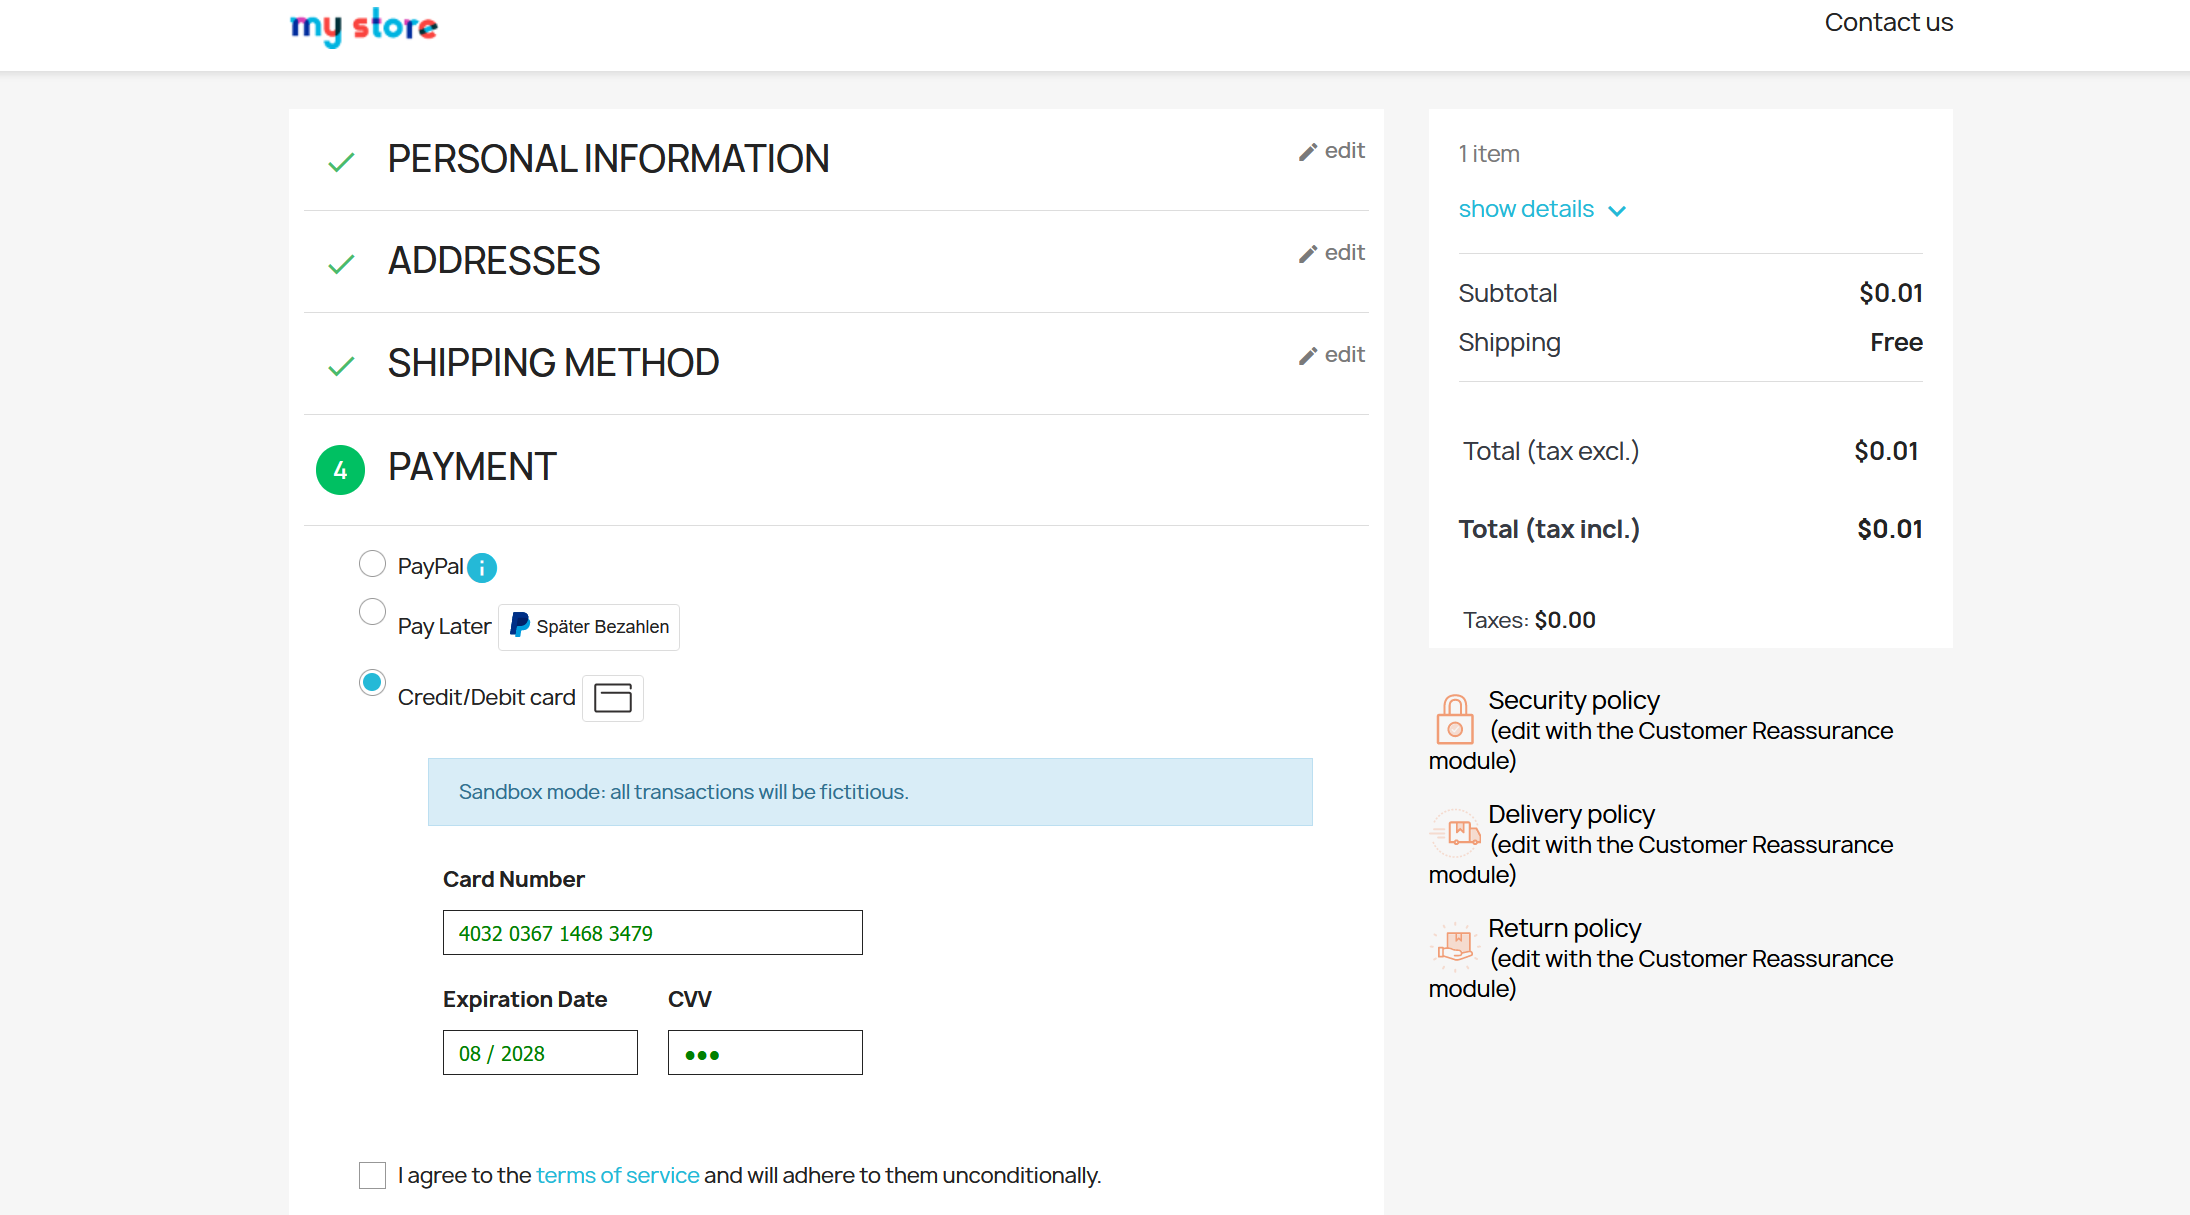 my store
Contact us
PERSONAL INFORMATION
edit
ADDRESSES
edit
SHIPPING METHOD
edit
4 PAYMENT
PayPal i
Pay Later P Später Bezahlen
Credit/Debit card
Sandbox mode: all transactions will be fictitious.
Card Number
4032 0367 1468 3479
Expiration Date
CVV
08 / 2028
•••
I agree to the terms of service and will adhere to them unconditionally.
1 item
show details
Subtotal $0.01
Shipping Free
Total (tax excl.) $0.01
Total (tax incl.) $0.01
Taxes: $0.00
Security policy
(edit with the Customer Reassurance
module)
Delivery policy
(edit with the Customer Reassurance
module)
Return policy
(edit with the Customer Reassurance
module)